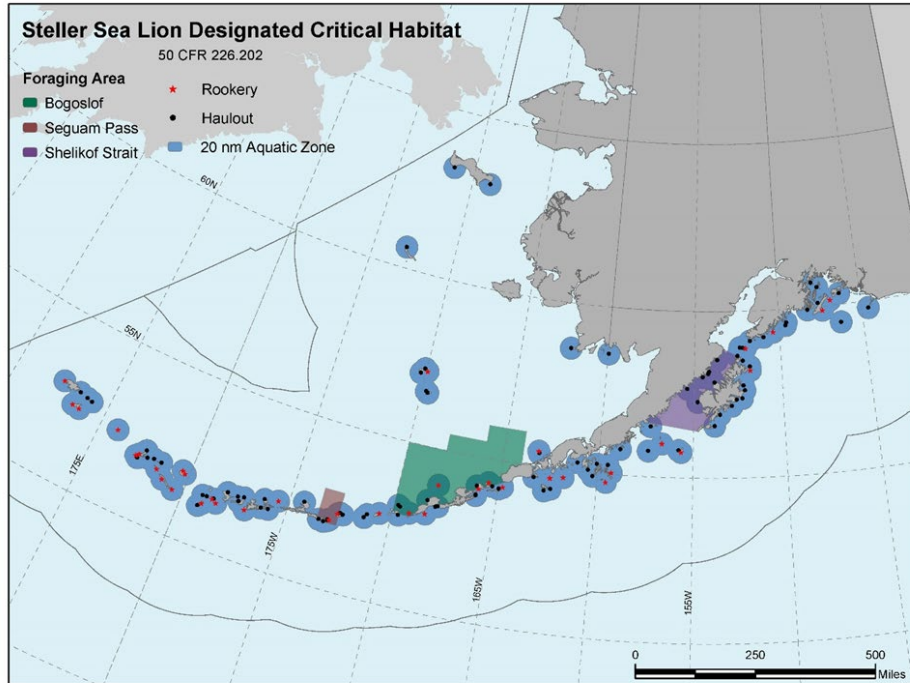 Steller Sea Lion Designated Critical Habitat
50 CFR 226.202
Foraging Area
Bogoslof
Seguam Pass
Shelikof Strait
Rookery
Haulout
20 nm Aquatic Zone
60N
55N
175E
175W
165W
155W
0 250 500
Miles